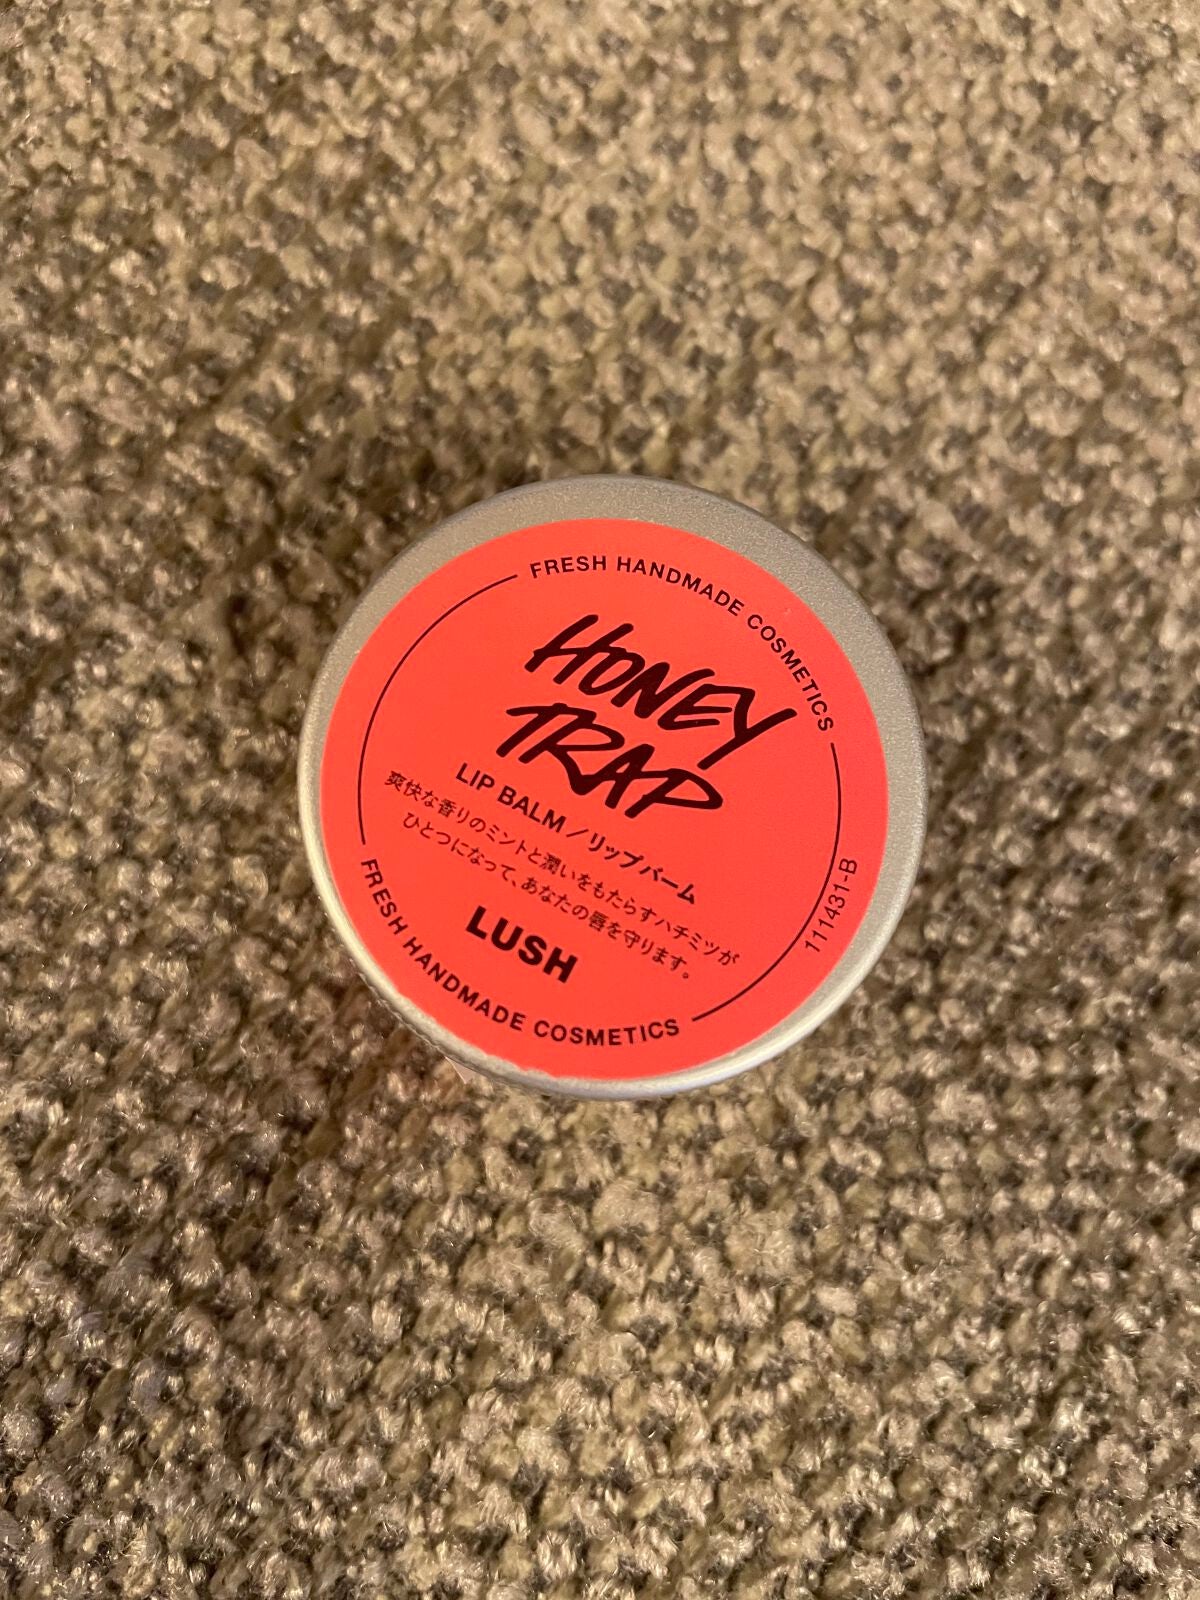 FRESH HANDMADE COSMETICS
HONEY
TRAP
LIP BALM／リップバーム
爽快な香りのミントと潤いをもたらすハチミツが
ひとつになって、あなたの唇を守ります。
LUSH
FRESH HANDMADE COSMETICS
111431-B